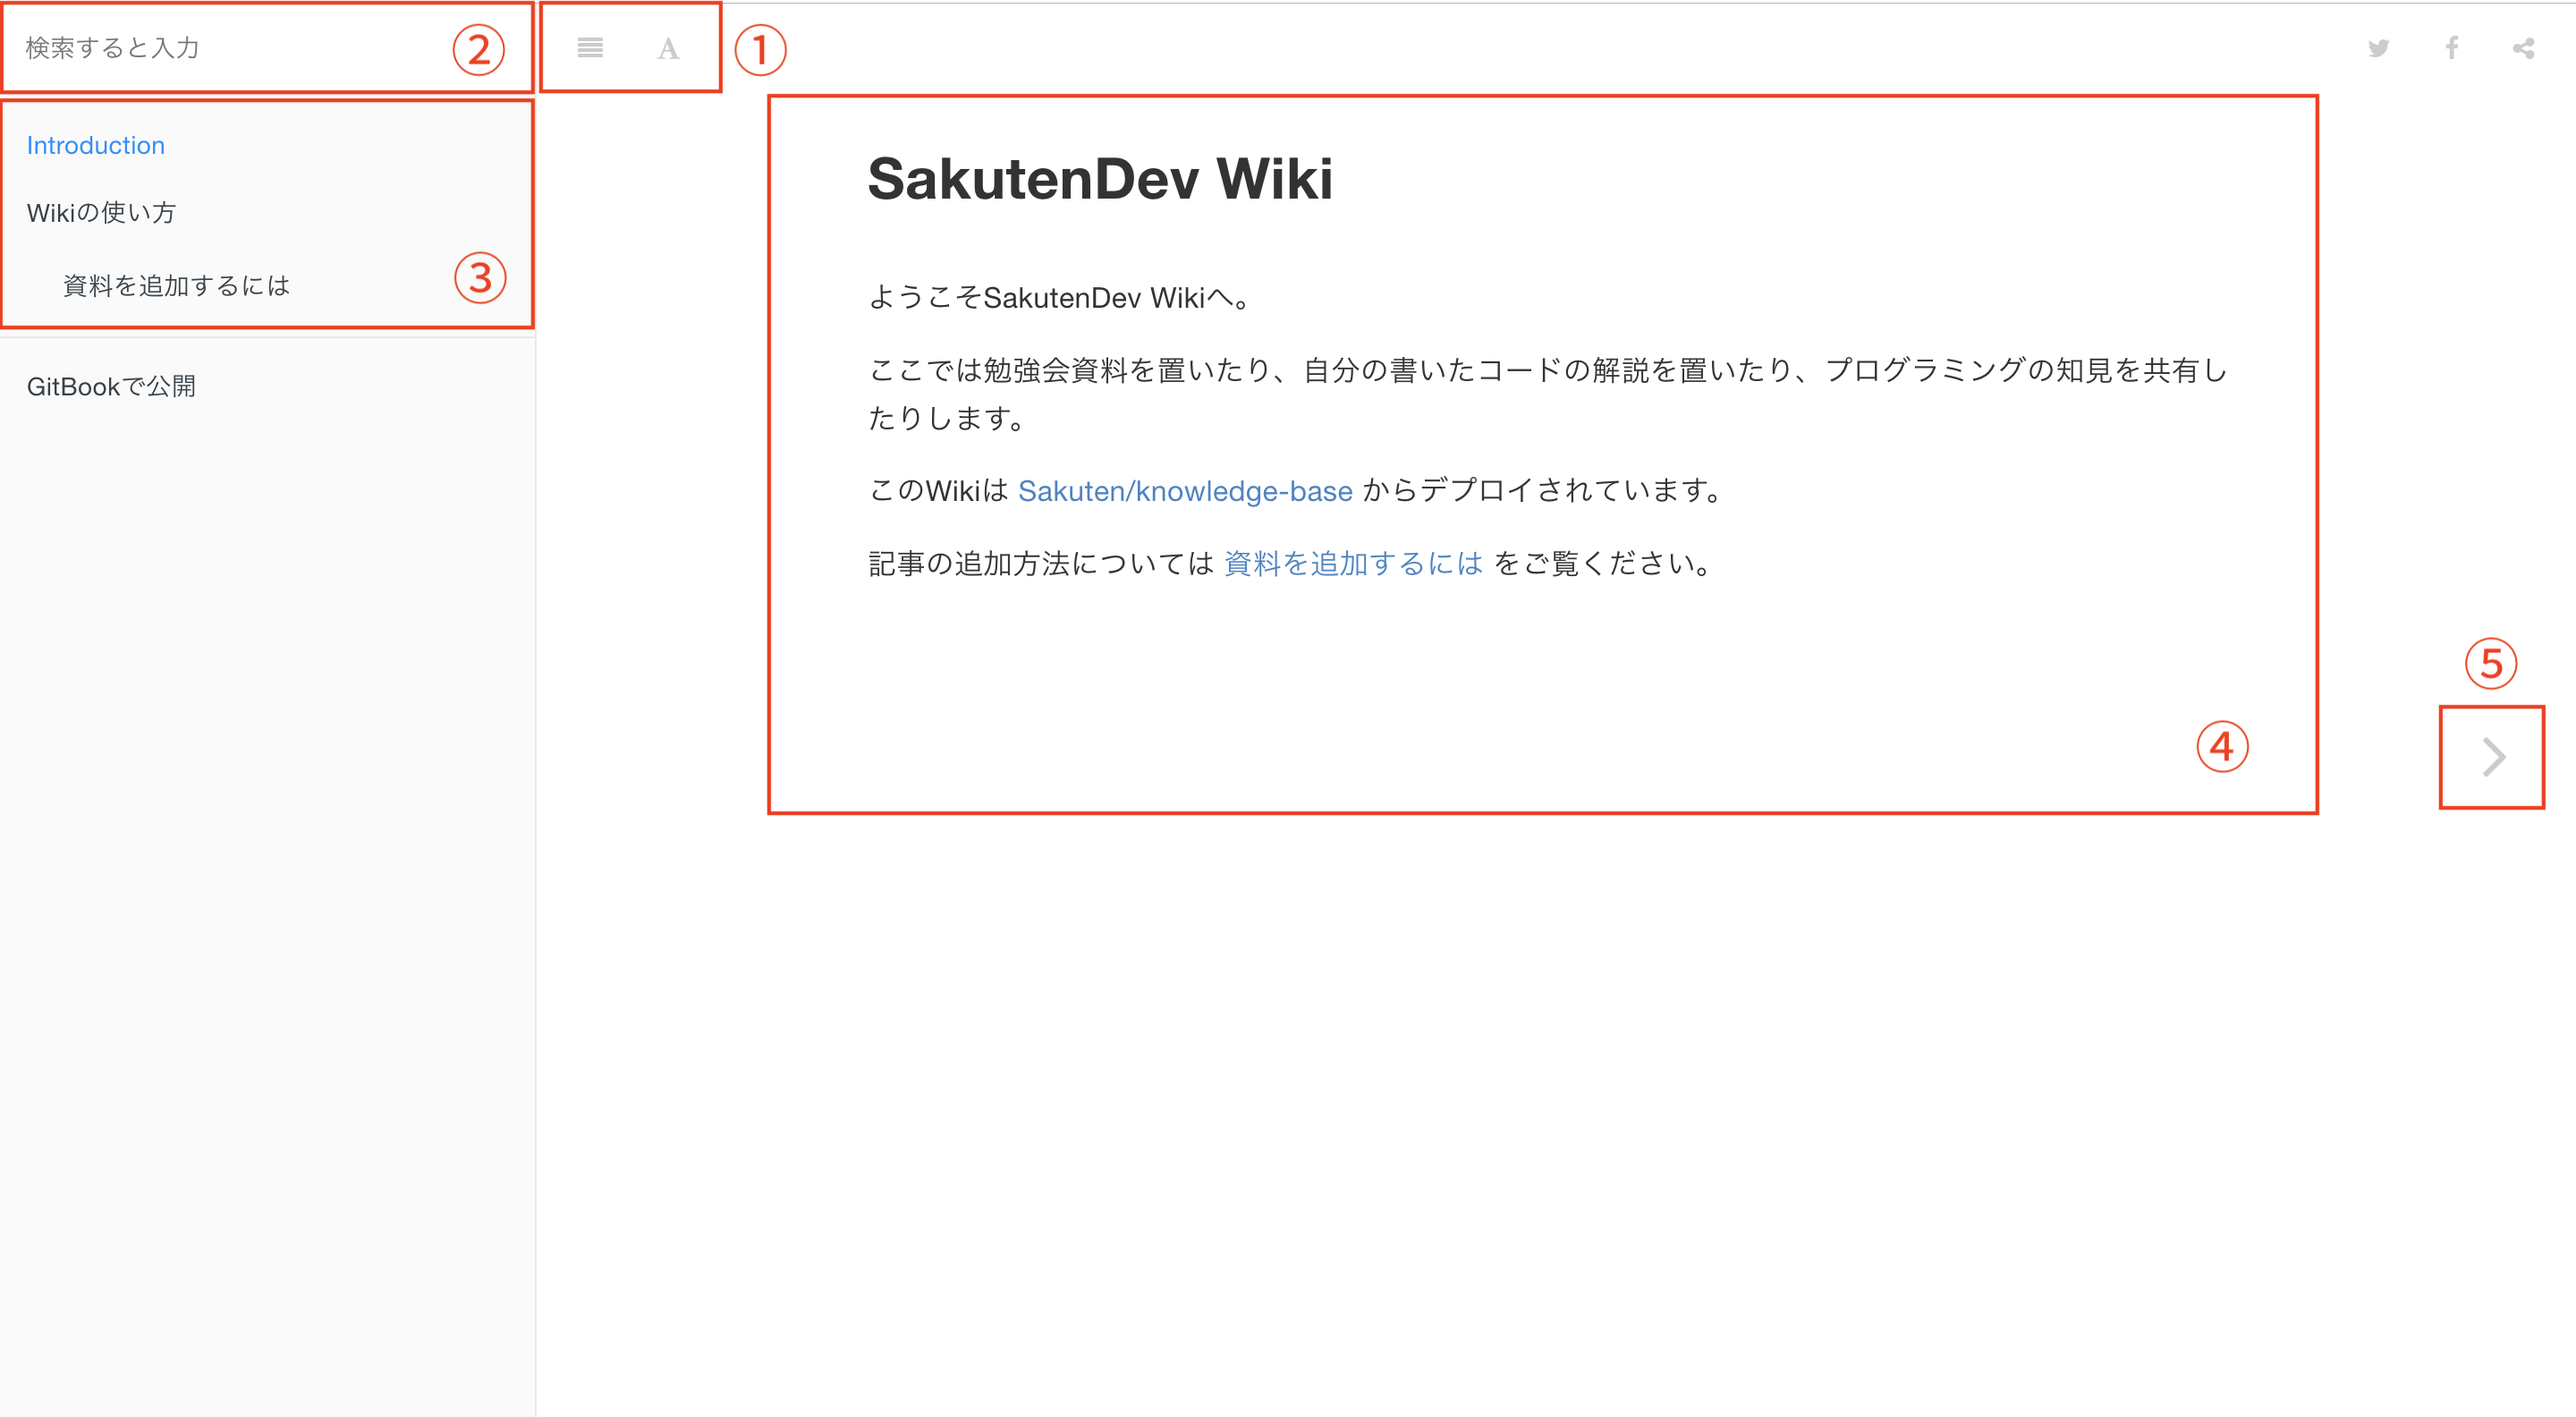 検索すると入力
②
A
①
Introduction
Wikiの使い方
資料を追加するには
③
GitBookで公開
SakutenDev Wiki
ようこそSakutenDev Wikiへ。
ここでは勉強会資料を置いたり、自分の書いたコードの解説を置いたり、プログラミングの知見を共有し
たりします。
このWikiは Sakuten/knowledge-base からデプロイされています。
記事の追加方法については 資料を追加するには をご覧ください。
④
⑤